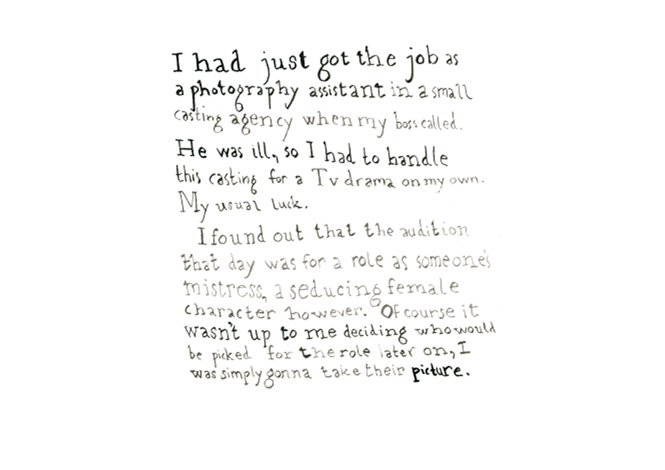 I had just got the job as
a photography assistant in a small
casting agency when my boss called.
He was ill, so I had to handle
this casting for a Tv drama on my own.
My usual luck.
I found out that the audition
that day was for a role as someone's
mistress, a seducing female
character however. Of course it
wasn't up to me deciding who would
be picked for the role later on, I
was simply gonna take their picture.